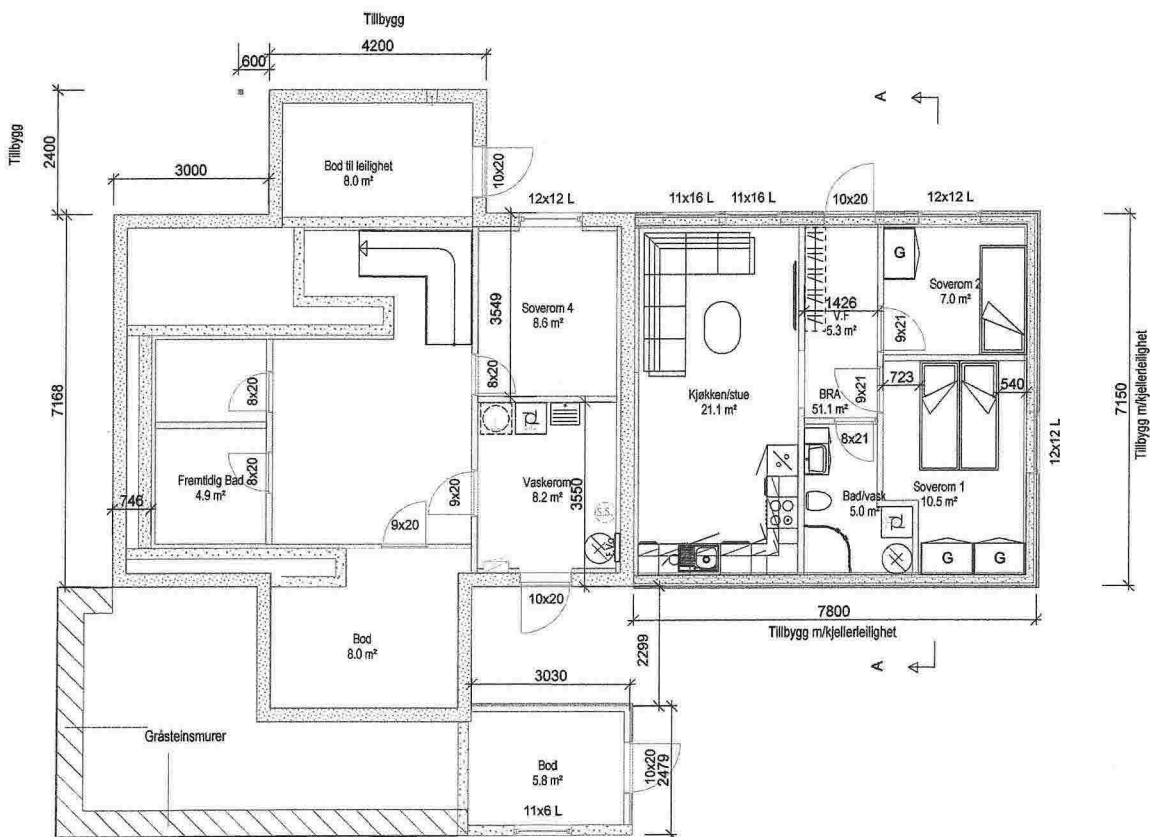 Tillbygg
4200
600
Tillbygg
2400
3000
A
Bod til leilighet
8.0 m²
10x20
12x12 L
11x16 L
11x16 L
10x20
12x12 L
7168
3549
Soverom 4
8.6 m²
8x20
1426
V.F
5.3 m²
G
Soverom 2
7.0 m²
9x21
Kjøkken/stue
21.1 m²
BRA
51.1 m²
9x21
723
540
8x21
7150
Tillbygg m/kjellerleilighet
12x12 L
8x20
8x20
Fremtidig Bad
4.9 m²
746
9x20
9x20
Vaskerom
8.2 m²
3550
S.S.
Bad/vask
5.0 m²
Soverom 1
10.5 m²
G
G
10x20
7800
Tillbygg m/kjellerleilighet
2299
A
Bod
8.0 m²
3030
Gråsteinsmurer
Bod
5.8 m²
10x20
2479
11x6 L